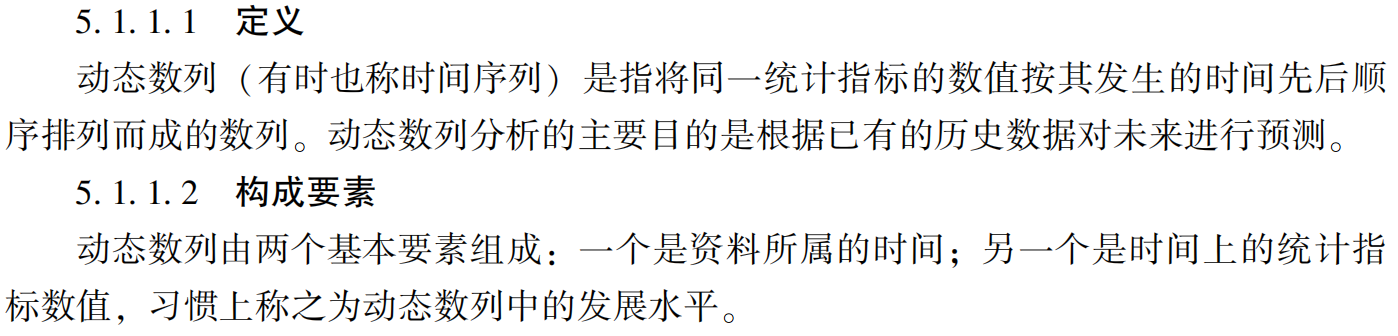 5. 1. 1. 1 定义
动态数列（有时也称时间序列）是指将同一统计指标的数值按其发生的时间先后顺
序排列而成的数列。动态数列分析的主要目的是根据已有的历史数据对未来进行预测。
5. 1. 1. 2 构成要素
动态数列由两个基本要素组成：一个是资料所属的时间；另一个是时间上的统计指
标数值，习惯上称之为动态数列中的发展水平。